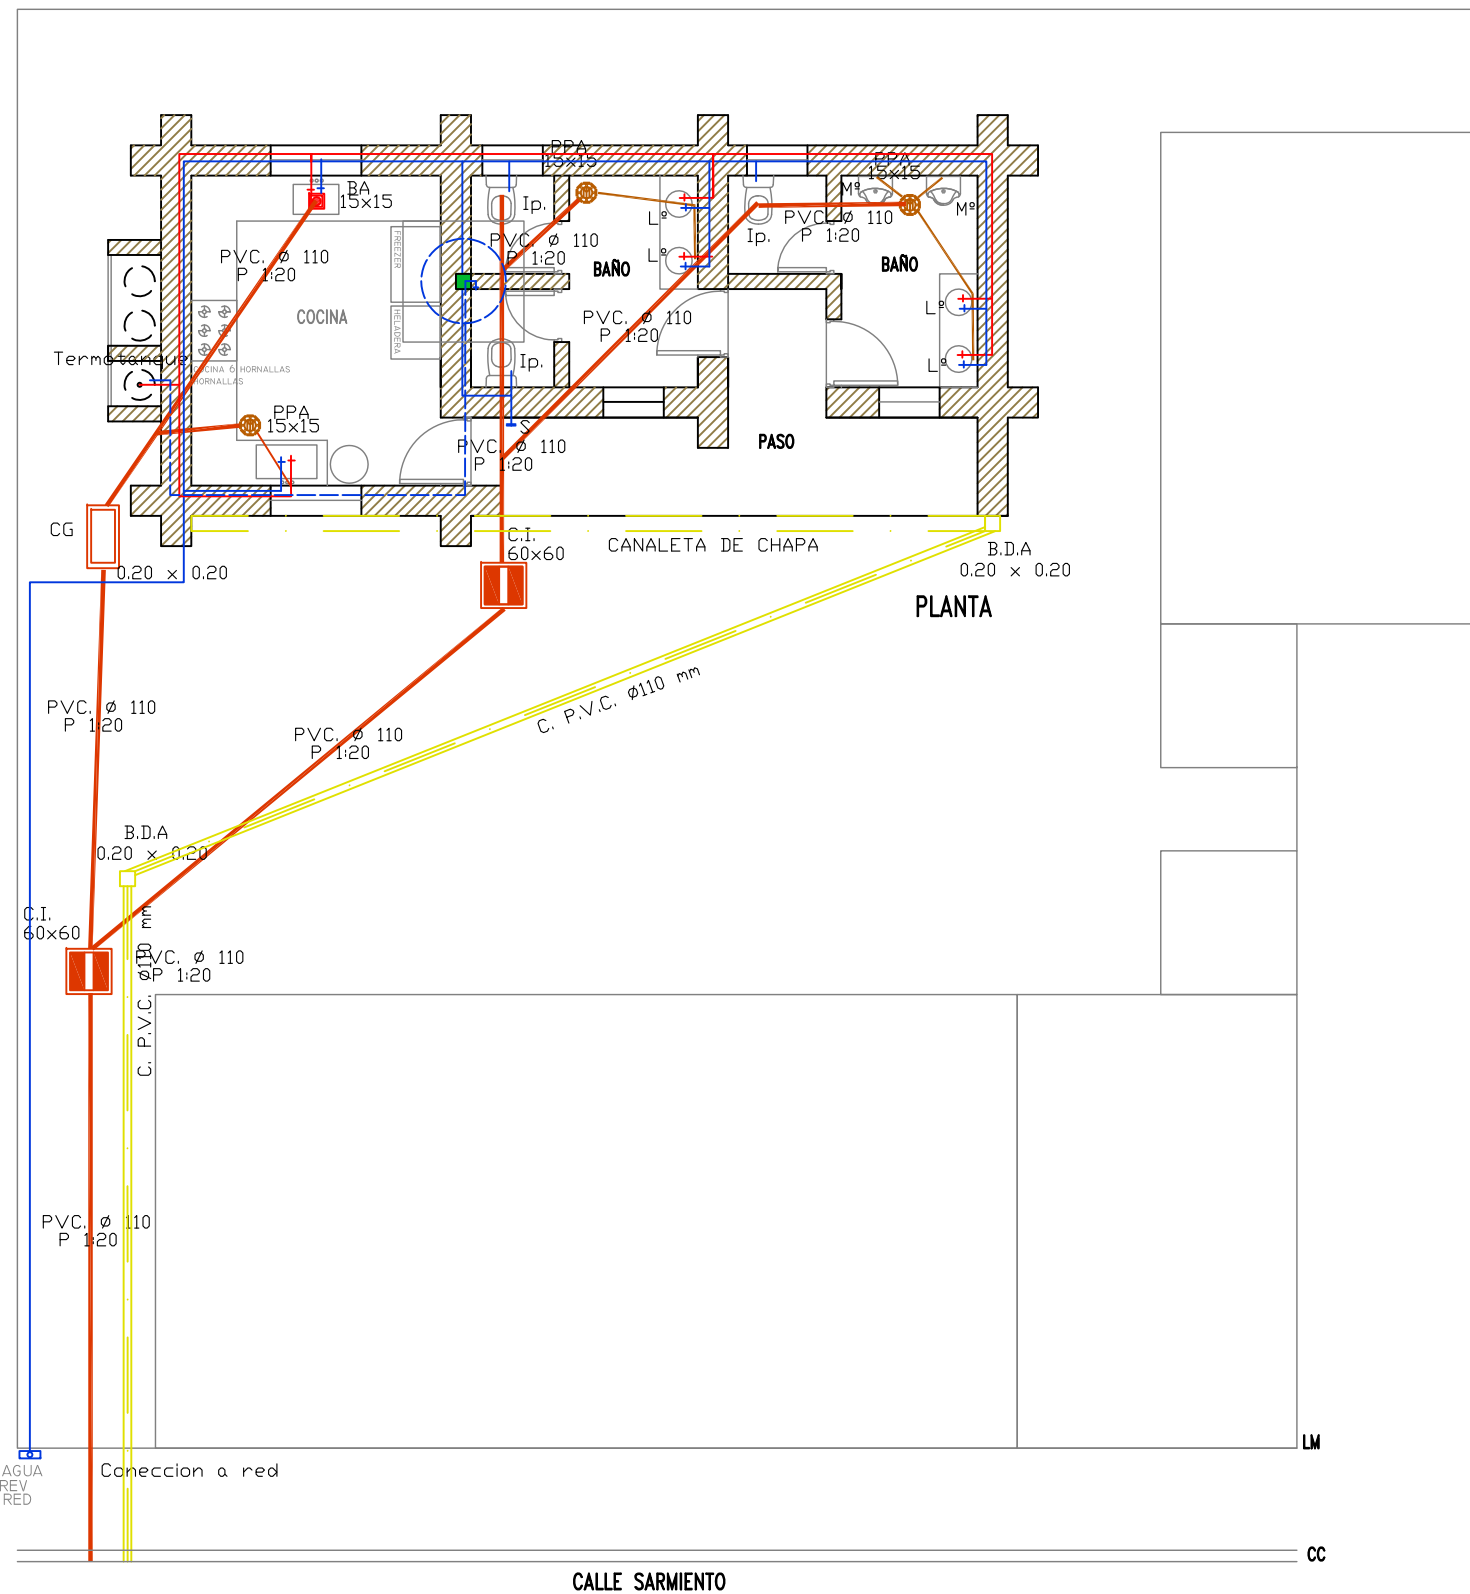 PPA
15x15
PPA
15x15
BA
15x15
Mº
Mº
Ip.
Lº
PVC. Ø 110
P 1:20
Ip.
PVC. Ø 110
P 1:20
PVC. Ø 110
P 1:20
FREEZER
BAÑO
Lº
BAÑO
COCINA
HELADERA
PVC. Ø 110
P 1:20
Lº
Termotanque
COCINA 6 HORNALLAS
HORNALLAS
Ip.
Lº
PPA
15x15
S
PVC. Ø 110
P 1:20
PASO
CG
0.20 x 0.20
C.I.
60x60
CANALETA DE CHAPA
B.D.A
0.20 x 0.20
PLANTA
PVC. Ø 110
P 1:20
PVC. Ø 110
P 1:20
C. P.V.C. Ø110 mm
B.D.A
0.20 x 0.20
C.I.
60x60
PVC. Ø 110
P 1:20
C. P.V.C. Ø110 mm
PVC. Ø 110
P 1:20
LM
AGUA
REV
RED
Coneccion a red
CC
CALLE SARMIENTO